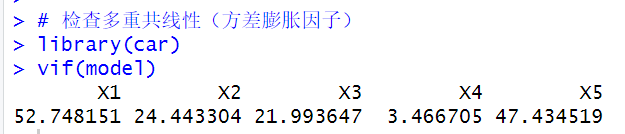 > # 检查多重共线性（方差膨胀因子）
> library(car)
> vif(model)
X1 X2 X3 X4 X5
52.748151 24.443304 21.993647 3.466705 47.434519